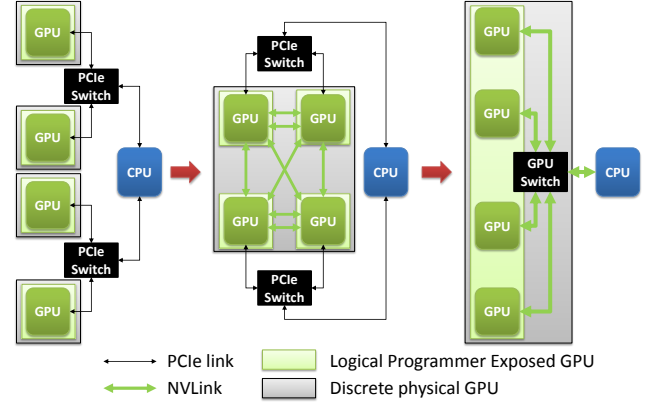 GPU
PCIe
Switch
GPU
CPU
GPU
PCIe
Switch
GPU
PCIe
Switch
GPU
GPU
CPU
GPU
GPU
PCIe
Switch
GPU
GPU
GPU
Switch
CPU
GPU
GPU
PCIe link
Logical Programmer Exposed GPU
NVLink
Discrete physical GPU